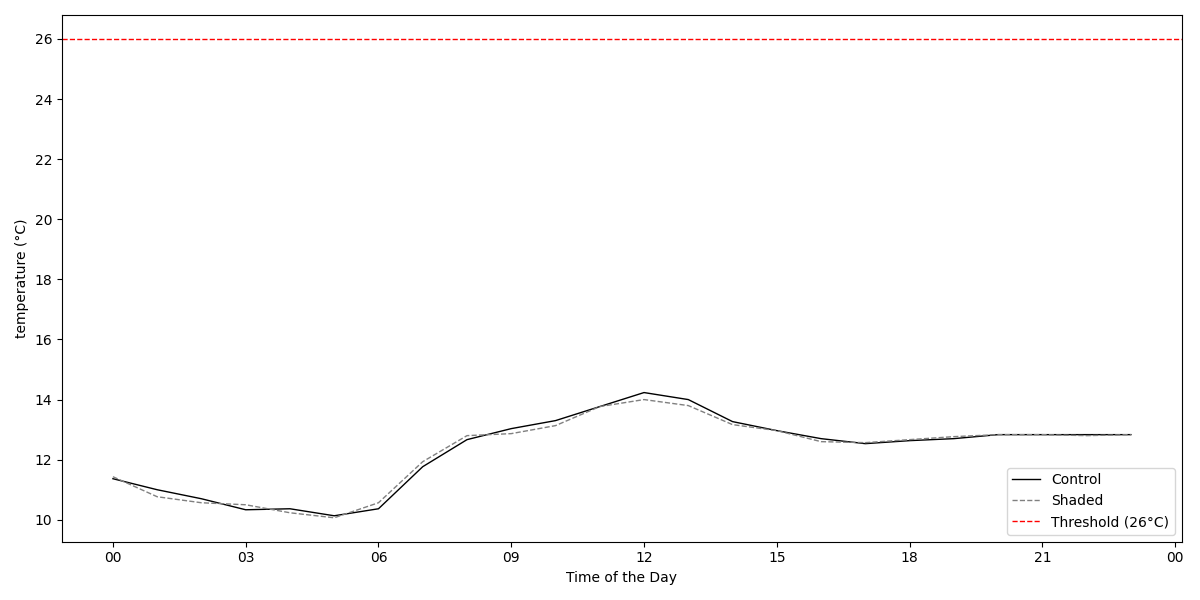 26
24
22
20
18
16
14
12
10
temperature (°C)
00 03 06 09 12 15 18 21 00
Time of the Day
Control
Shaded
Threshold (26°C)